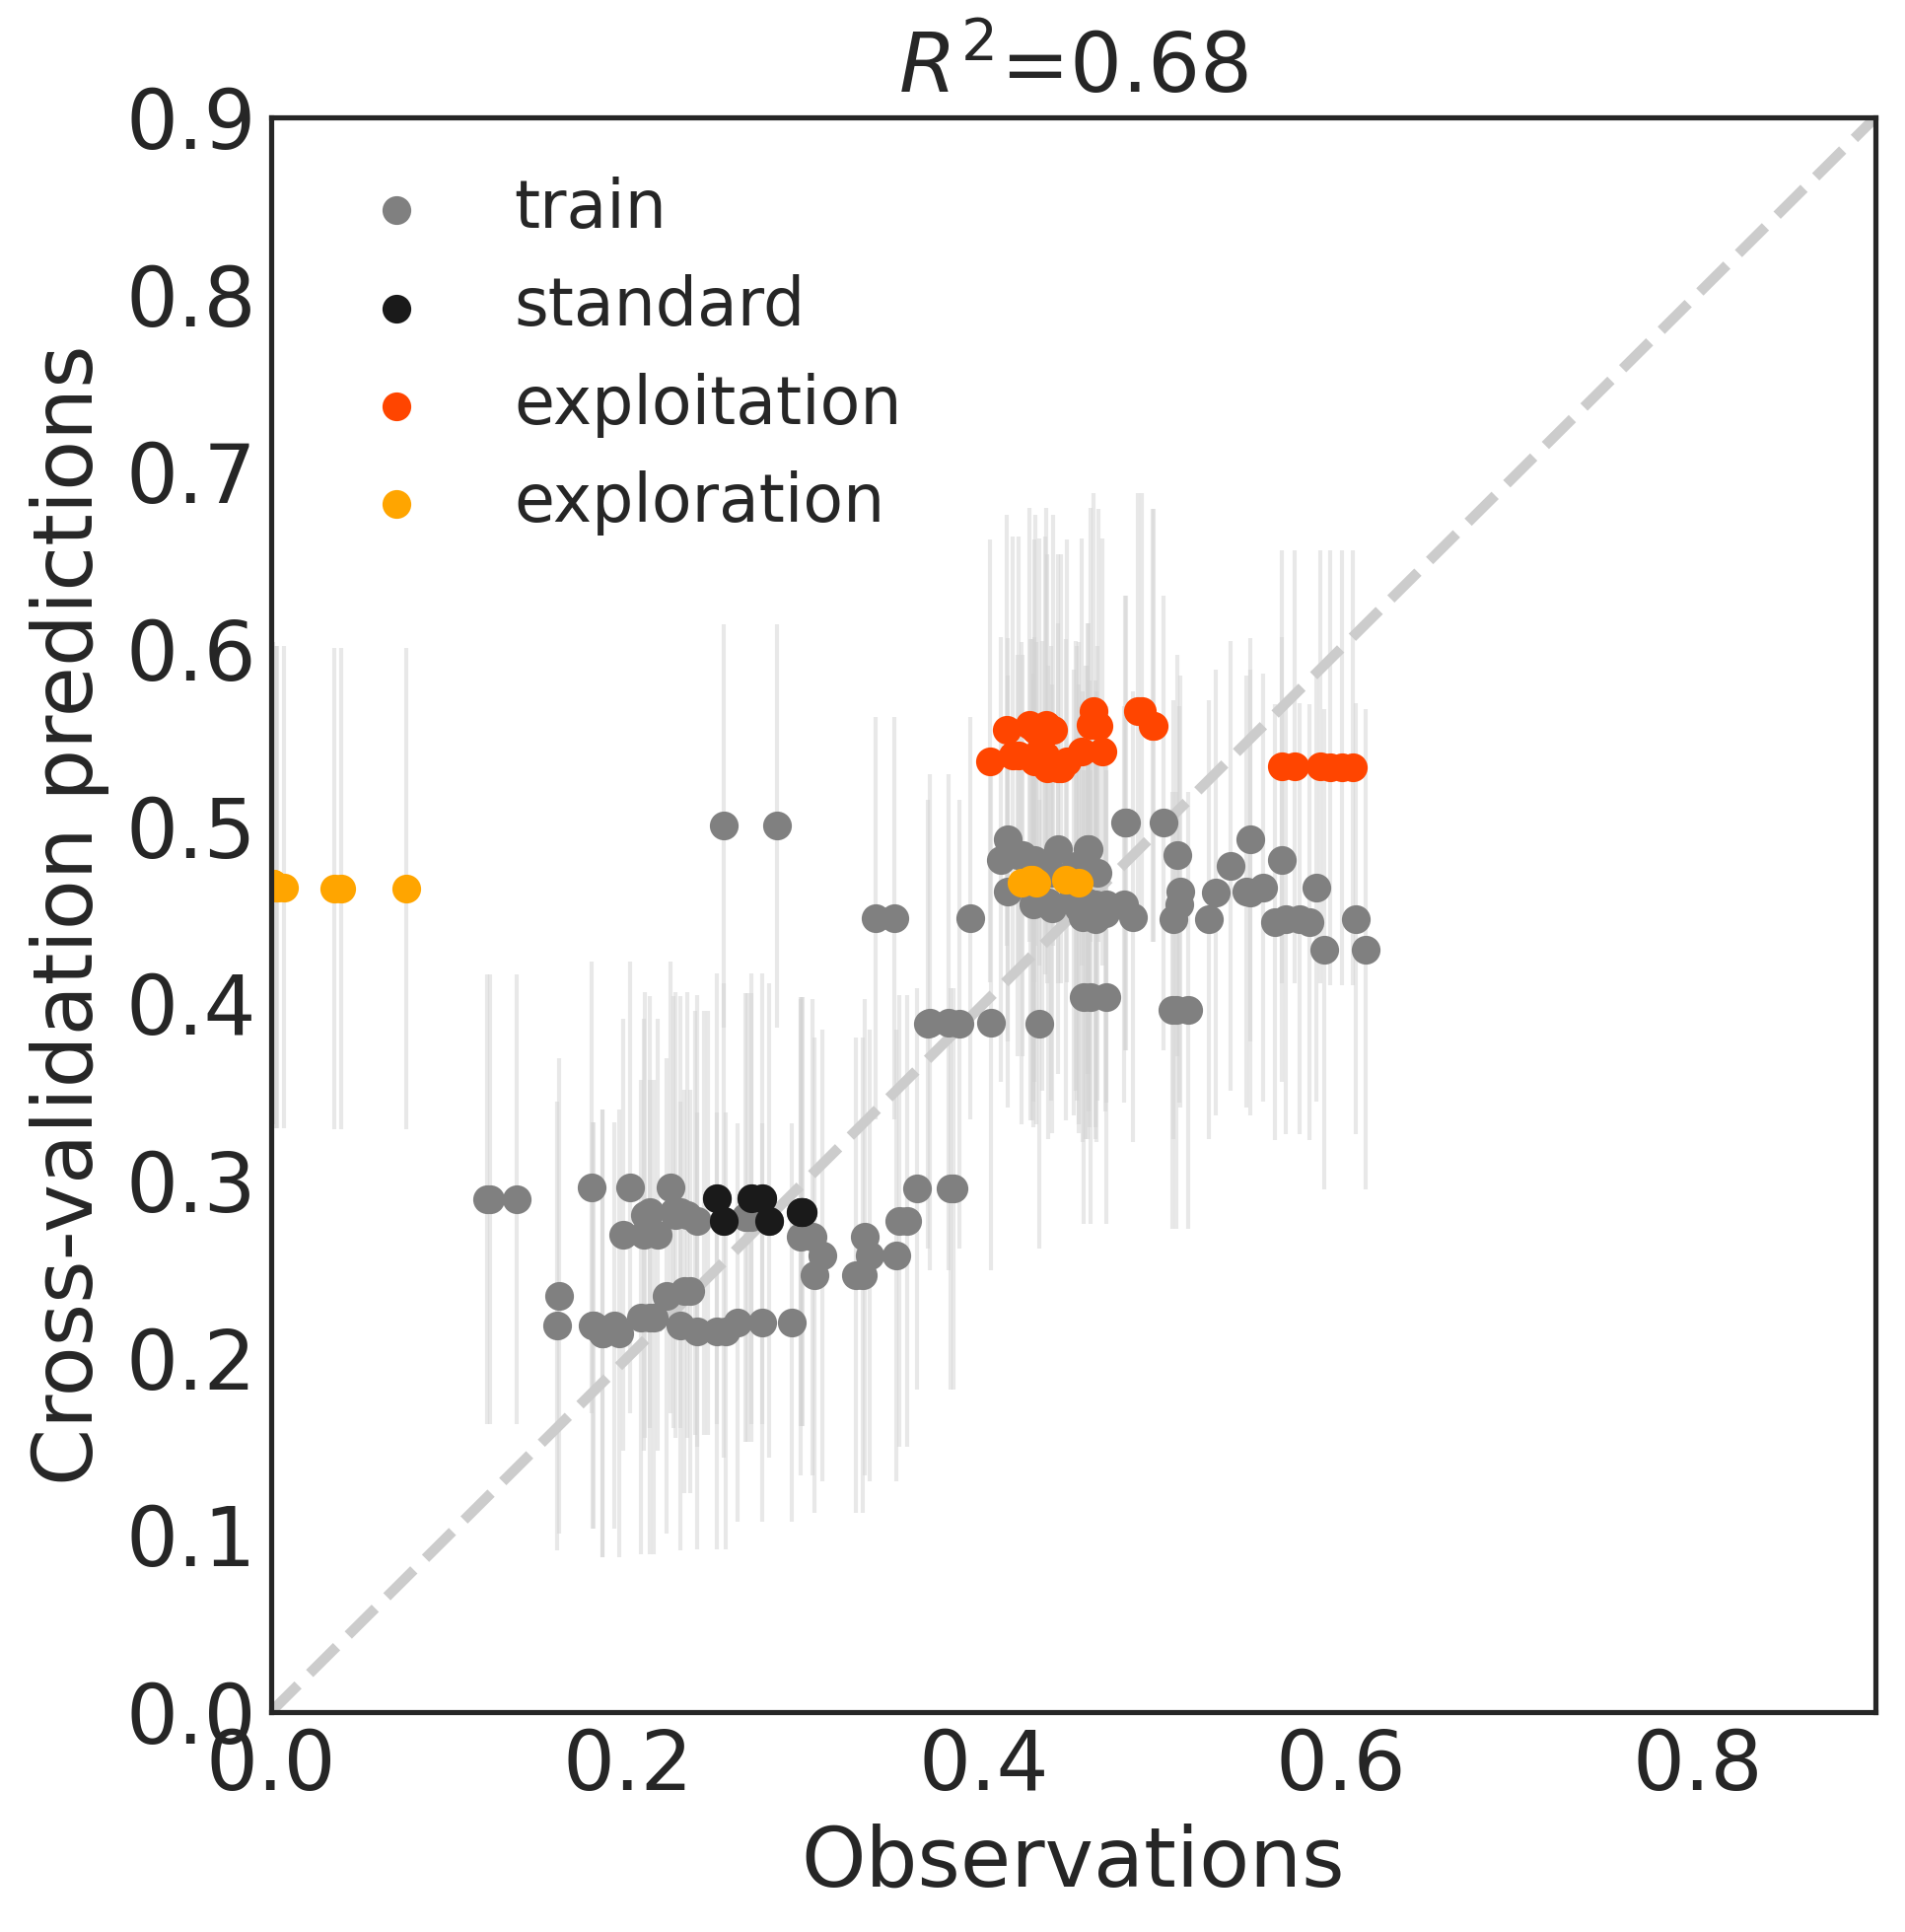 R²=0.68
0.9
0.8
0.7
0.6
0.5
0.4
0.3
0.2
0.1
0.0
Cross-validation predictions
train
standard
exploitation
exploration
0.0 0.2 0.4 0.6 0.8
Observations